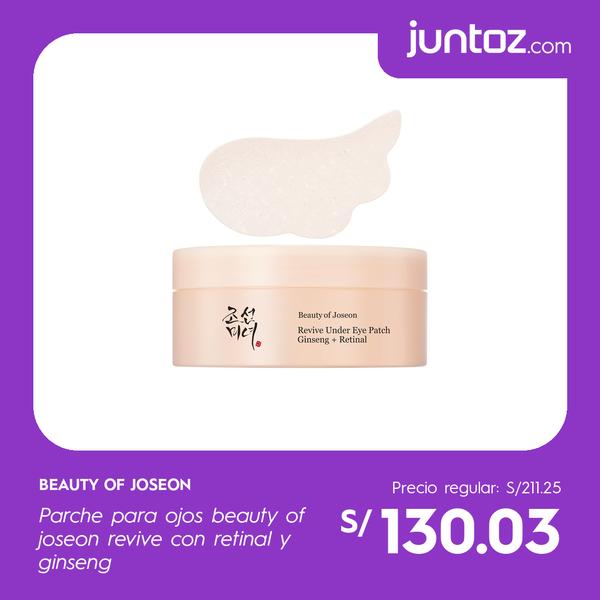 juntoz.com
조선
미녀
Beauty of Joseon
Revive Under Eye Patch
Ginseng + Retinal
BEAUTY OF JOSEON
Parche para ojos beauty of
joseon revive con retinal y
ginseng
Precio regular: S/211.25
S/130.03